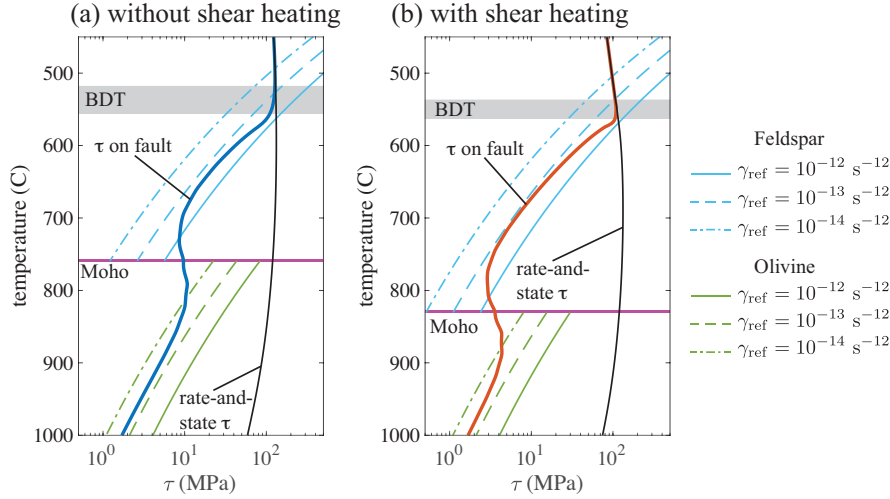 (a) without shear heating
(b) with shear heating
500
600
700
800
900
1000
temperature (C)
BDT
τ on fault
Moho
rate-and-
state τ
10⁰
10¹
10²
τ (MPa)
500
600
700
800
900
1000
temperature (C)
BDT
τ on fault
rate-and-
state τ
Moho
10⁰
10¹
10²
τ (MPa)
Feldspar
γref = 10⁻¹² s⁻¹²
γref = 10⁻¹³ s⁻¹²
γref = 10⁻¹⁴ s⁻¹²
Olivine
γref = 10⁻¹² s⁻¹²
γref = 10⁻¹³ s⁻¹²
γref = 10⁻¹⁴ s⁻¹²